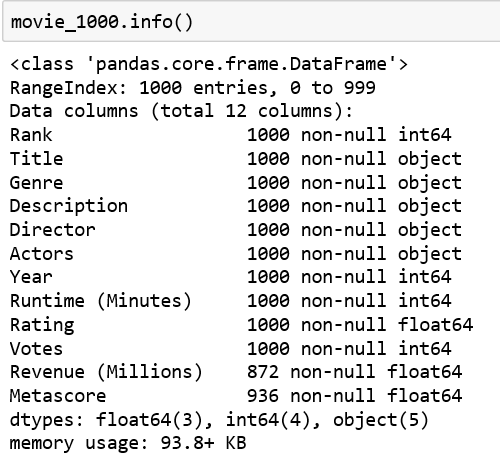 movie_1000.info()
<class 'pandas.core.frame.DataFrame'>
RangeIndex: 1000 entries, 0 to 999
Data columns (total 12 columns):
Rank                  1000 non-null int64
Title                 1000 non-null object
Genre                 1000 non-null object
Description           1000 non-null object
Director              1000 non-null object
Actors                1000 non-null object
Year                  1000 non-null int64
Runtime (Minutes)     1000 non-null int64
Rating                1000 non-null float64
Votes                 1000 non-null int64
Revenue (Millions)    872 non-null float64
Metascore             936 non-null float64
dtypes: float64(3), int64(4), object(5)
memory usage: 93.8+ KB